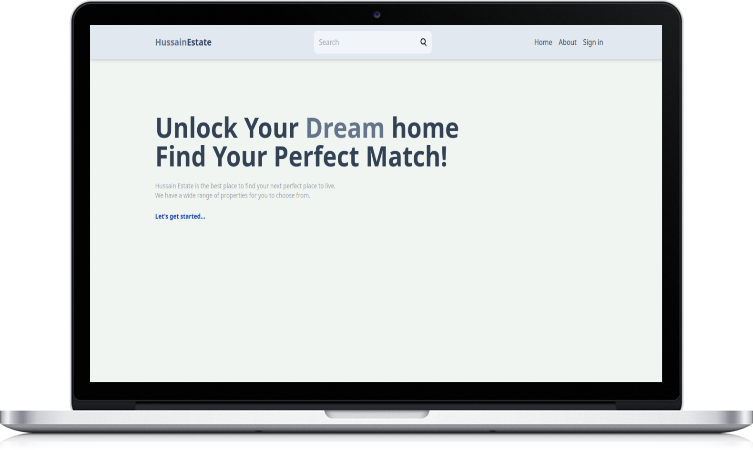 HussainEstate
Search
Home About Sign in
Unlock Your Dream home
Find Your Perfect Match!
Hussain Estate is the best place to find your next perfect place to live.
We have a wide range of properties for you to choose from.
Let's get started...